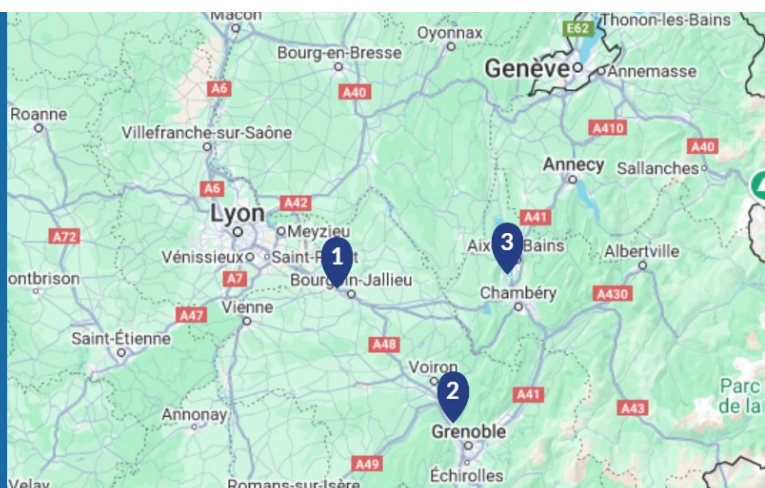 Mâcon
Oyonnax
E62
Thonon-les-Bains
Bourg-en-Bresse
Genève
Annemasse
A6
A40
Roanne
Villefranche-sur-Saône
A410
A40
Annecy
Sallanches
A6
A42
Lyon
A41
A72
Meyzieu
1
Aix
3
Bains
Albertville
Vénissieux
Saint-
A7
ontbrison
Bourgoin-Jallieu
Chambéry
A430
Vienne
A47
Saint-Étienne
A48
Voiron
2
A41
A43
Parc
de la
Annonay
Grenoble
A49
Échirolles
Velay
Romans-sur-Isère